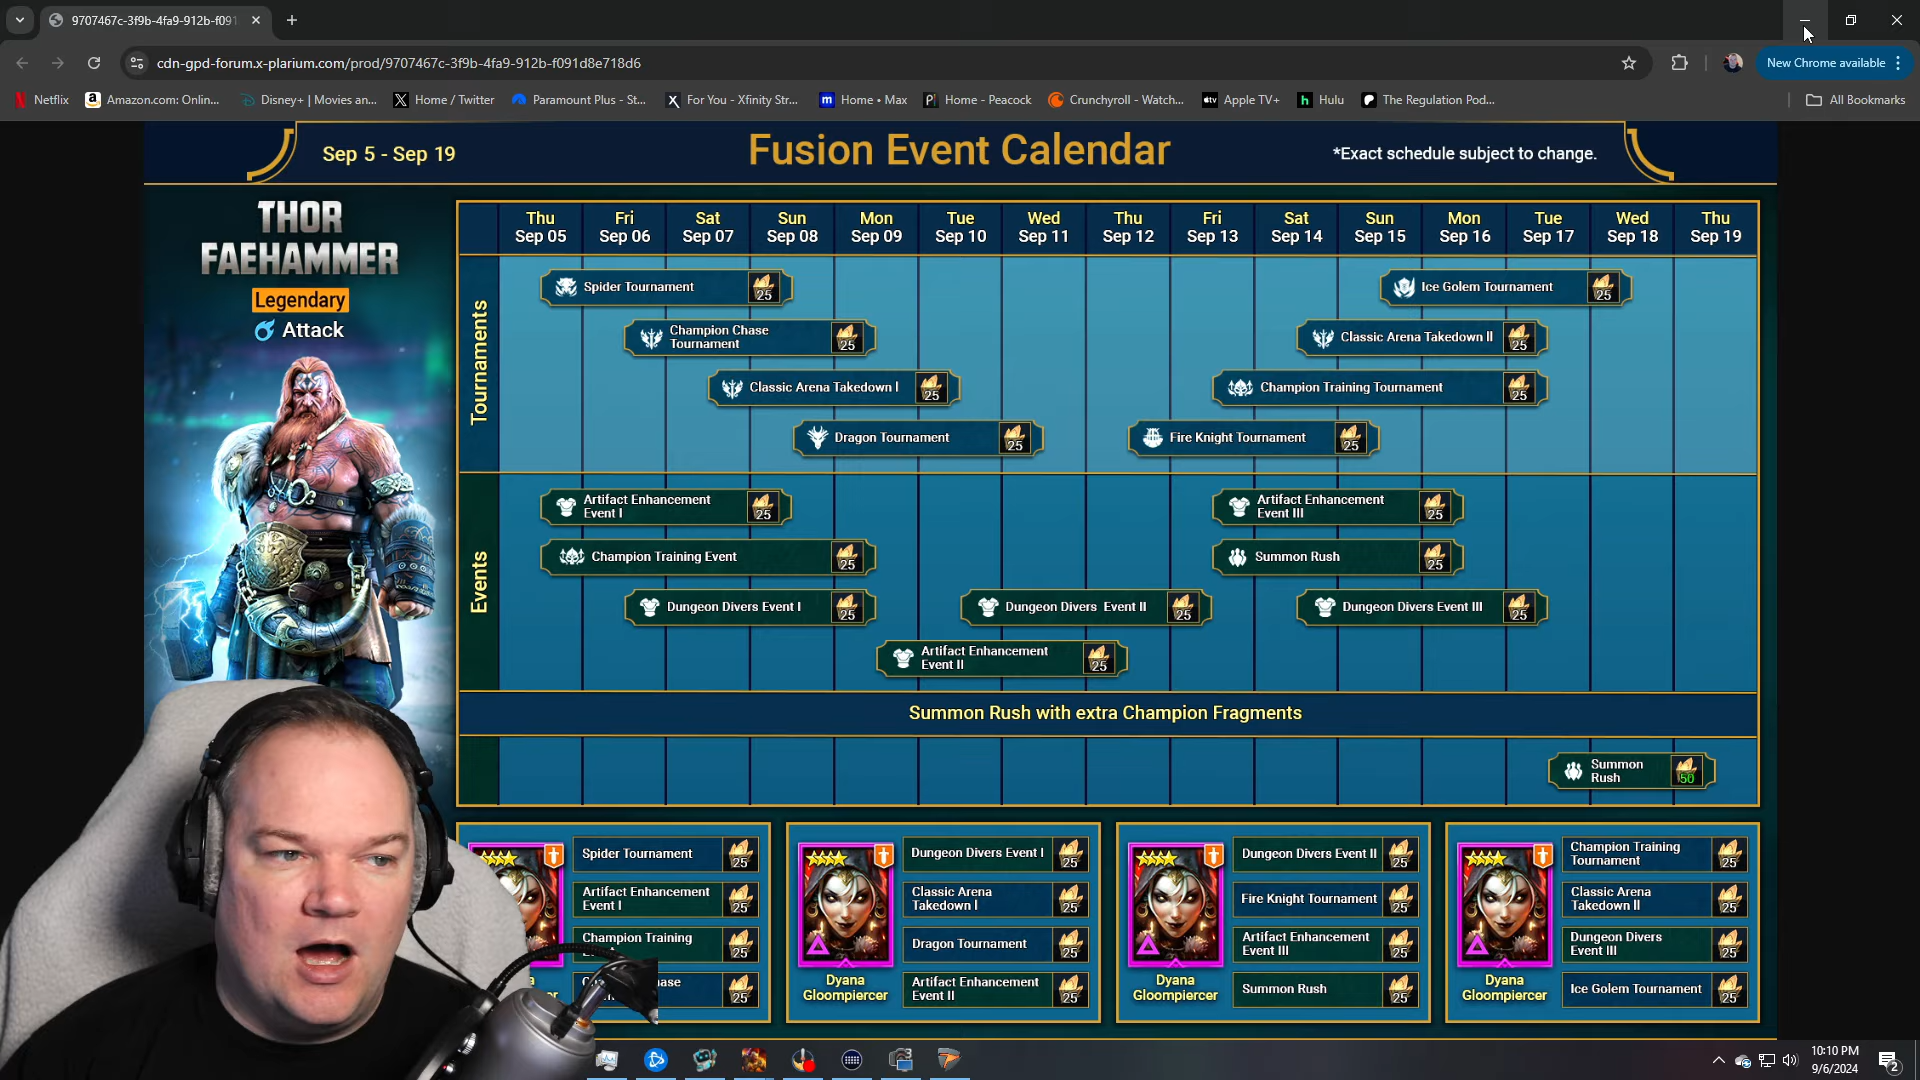 9707467c-3f9b-4fa9-912b-f091
cdn-gpd-forum.x-plarium.com/prod/9707467c-3f9b-4fa9-912b-f091d8e718d6
New Chrome available
Netflix
Amazon.com: Onlin...
Disney+ | Movies an...
Home / Twitter
Paramount Plus - St...
For You - Xfinity Str...
Home • Max
Home - Peacock
Crunchyroll - Watch...
Apple TV+
Hulu
The Regulation Pod...
All Bookmarks
Sep 5 - Sep 19
Fusion Event Calendar
*Exact schedule subject to change.
THOR
FAEHAMMER
Legendary
Attack
Thu Fri Sat Sun Mon Tue Wed Thu Fri Sat Sun Mon Tue Wed Thu
Sep 05 Sep 06 Sep 07 Sep 08 Sep 09 Sep 10 Sep 11 Sep 12 Sep 13 Sep 14 Sep 15 Sep 16 Sep 17 Sep 18 Sep 19
Tournaments
Spider Tournament 25
Ice Golem Tournament 25
Champion Chase
Tournament 25
Classic Arena Takedown II 25
Classic Arena Takedown I 25
Champion Training Tournament 25
Dragon Tournament 25
Fire Knight Tournament 25
Events
Artifact Enhancement
Event I 25
Artifact Enhancement
Event III 25
Champion Training Event 25
Summon Rush 25
Dungeon Divers Event I 25
Dungeon Divers Event II 25
Dungeon Divers Event III 25
Artifact Enhancement
Event II 25
Summon Rush with extra Champion Fragments
Summon
Rush 50
Spider Tournament 25
Artifact Enhancement
Event I 25
Champion Training
25
25
Dyana
Gloompiercer
Dungeon Divers Event I 25
Classic Arena
Takedown I 25
Dragon Tournament 25
Artifact Enhancement
Event II 25
Dyana
Gloompiercer
Dungeon Divers Event II 25
Fire Knight Tournament 25
Artifact Enhancement
Event III 25
Summon Rush 25
Dyana
Gloompiercer
Champion Training
Tournament 25
Classic Arena
Takedown II 25
Dungeon Divers
Event III 25
Ice Golem Tournament 25
10:10 PM
9/6/2024
2